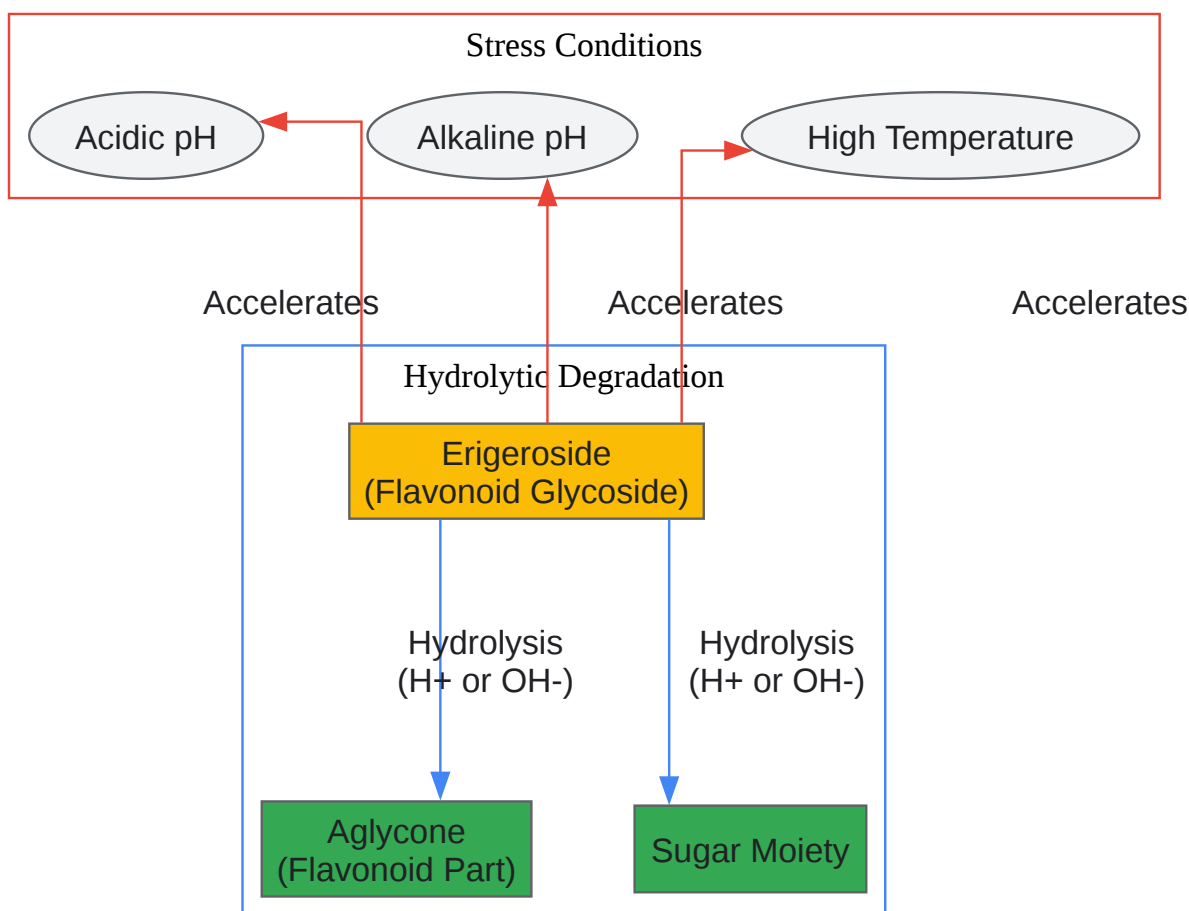 Stress Conditions
Acidic pH
Alkaline pH
High Temperature
Accelerates
Accelerates
Accelerates
Hydrolytic Degradation
Erigeroside
(Flavonoid Glycoside)
Hydrolysis
(H+ or OH-)
Hydrolysis
(H+ or OH-)
Aglycone
(Flavonoid Part)
Sugar Moiety